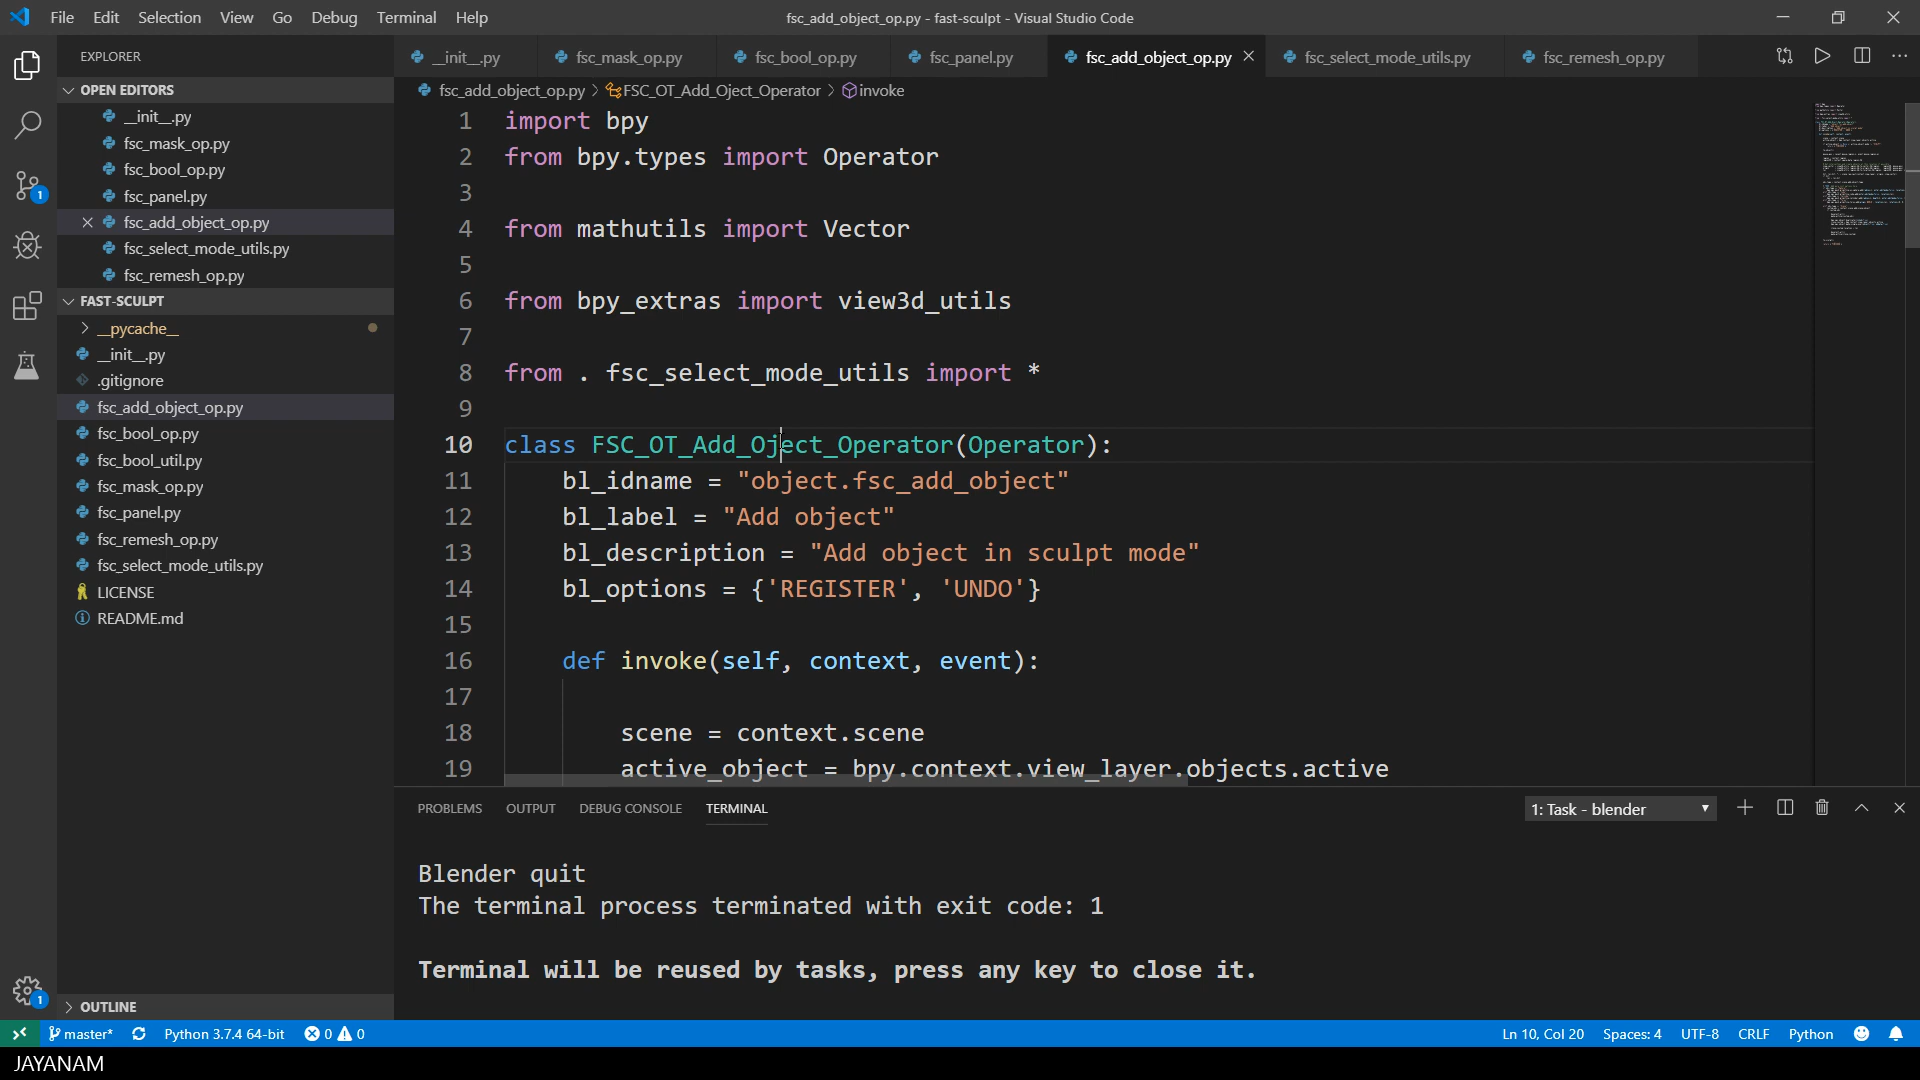 File Edit Selection View Go Debug Terminal Help
fsc_add_object_op.py - fast-sculpt - Visual Studio Code
EXPLORER
__init__.py fsc_mask_op.py fsc_bool_op.py fsc_panel.py fsc_add_object_op.py fsc_select_mode_utils.py fsc_remesh_op.py
OPEN EDITORS
__init__.py
fsc_mask_op.py
fsc_bool_op.py
fsc_panel.py
fsc_add_object_op.py
fsc_select_mode_utils.py
fsc_remesh_op.py
FAST-SCULPT
__pycache__
__init__.py
.gitignore
fsc_add_object_op.py
fsc_bool_op.py
fsc_bool_util.py
fsc_mask_op.py
fsc_panel.py
fsc_remesh_op.py
fsc_select_mode_utils.py
LICENSE
README.md
OUTLINE
1
1
fsc_add_object_op.py > FSC_OT_Add_Oject_Operator > invoke
1 import bpy
2 from bpy.types import Operator
3
4 from mathutils import Vector
5
6 from bpy_extras import view3d_utils
7
8 from . fsc_select_mode_utils import *
9
10 class FSC_OT_Add_Oject_Operator(Operator):
11 bl_idname = "object.fsc_add_object"
12 bl_label = "Add object"
13 bl_description = "Add object in sculpt mode"
14 bl_options = {'REGISTER', 'UNDO'}
15
16 def invoke(self, context, event):
17
18 scene = context.scene
19 active_object = bpy.context.view_layer.objects.active
PROBLEMS OUTPUT DEBUG CONSOLE TERMINAL
1: Task - blender
Blender quit
The terminal process terminated with exit code: 1
Terminal will be reused by tasks, press any key to close it.
master* Python 3.7.4 64-bit 0 0
Ln 10, Col 20 Spaces: 4 UTF-8 CRLF Python
JAYANAM